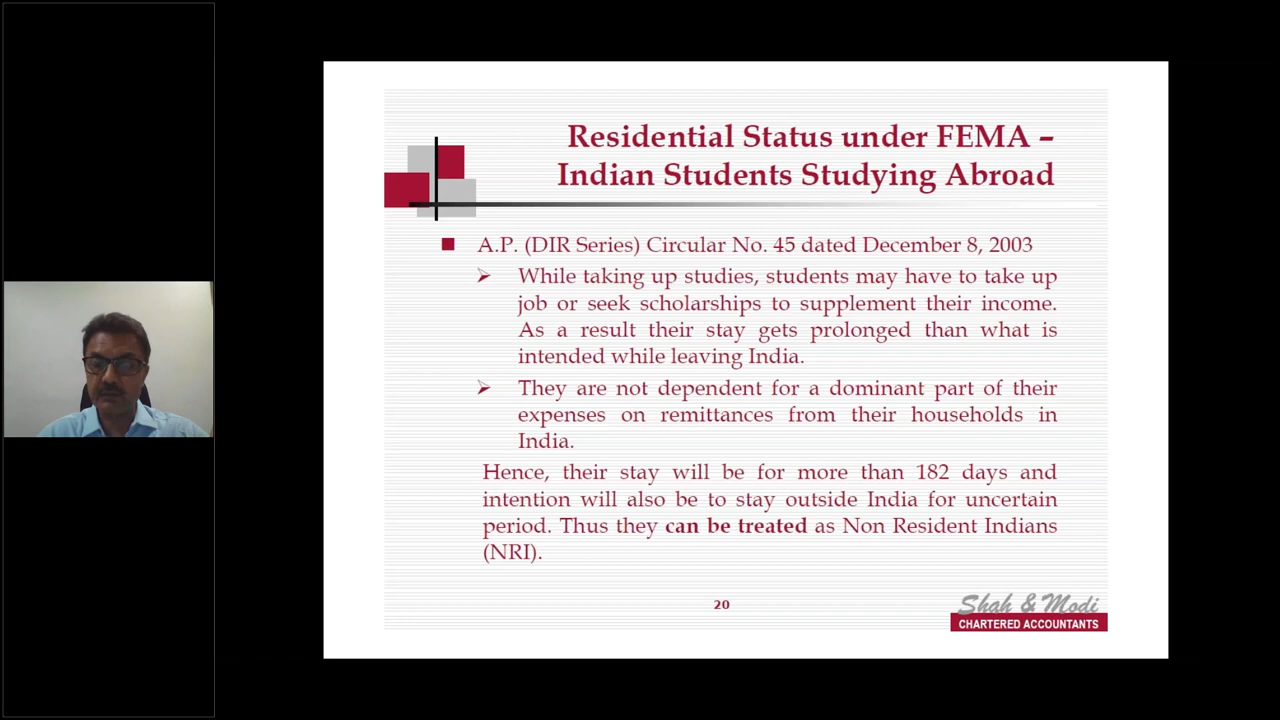 Residential Status under FEMA –
Indian Students Studying Abroad
A.P. (DIR Series) Circular No. 45 dated December 8, 2003
While taking up studies, students may have to take up
job or seek scholarships to supplement their income.
As a result their stay gets prolonged than what is
intended while leaving India.
They are not dependent for a dominant part of their
expenses on remittances from their households in
India.
Hence, their stay will be for more than 182 days and
intention will also be to stay outside India for uncertain
period. Thus they can be treated as Non Resident Indians
(NRI).
20
Shah & Modi
CHARTERED ACCOUNTANTS